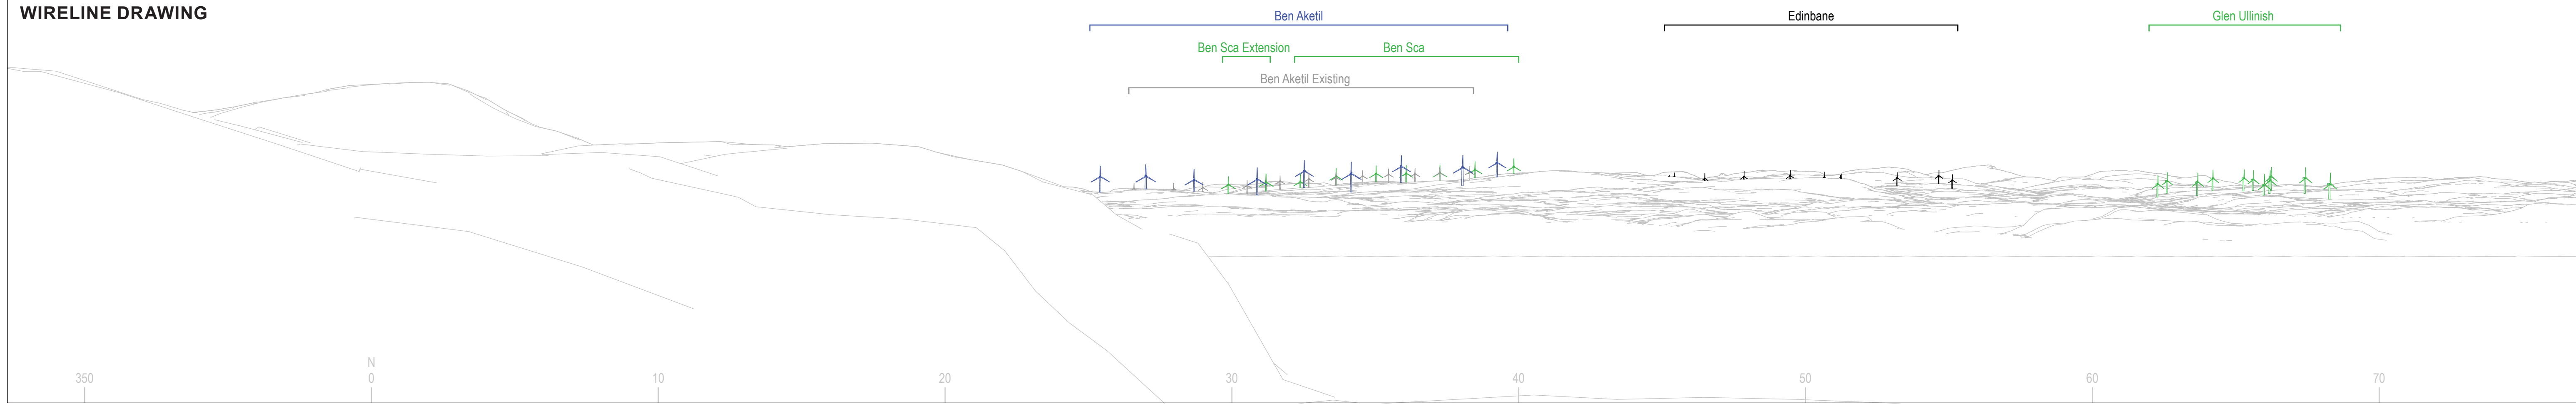 WIRELINE DRAWING
Ben Aketil
Edinbane
Glen Ullinish
Ben Sca Extension
Ben Sca
Ben Aketil Existing
N
350
0
10
20
30
40
50
60
70